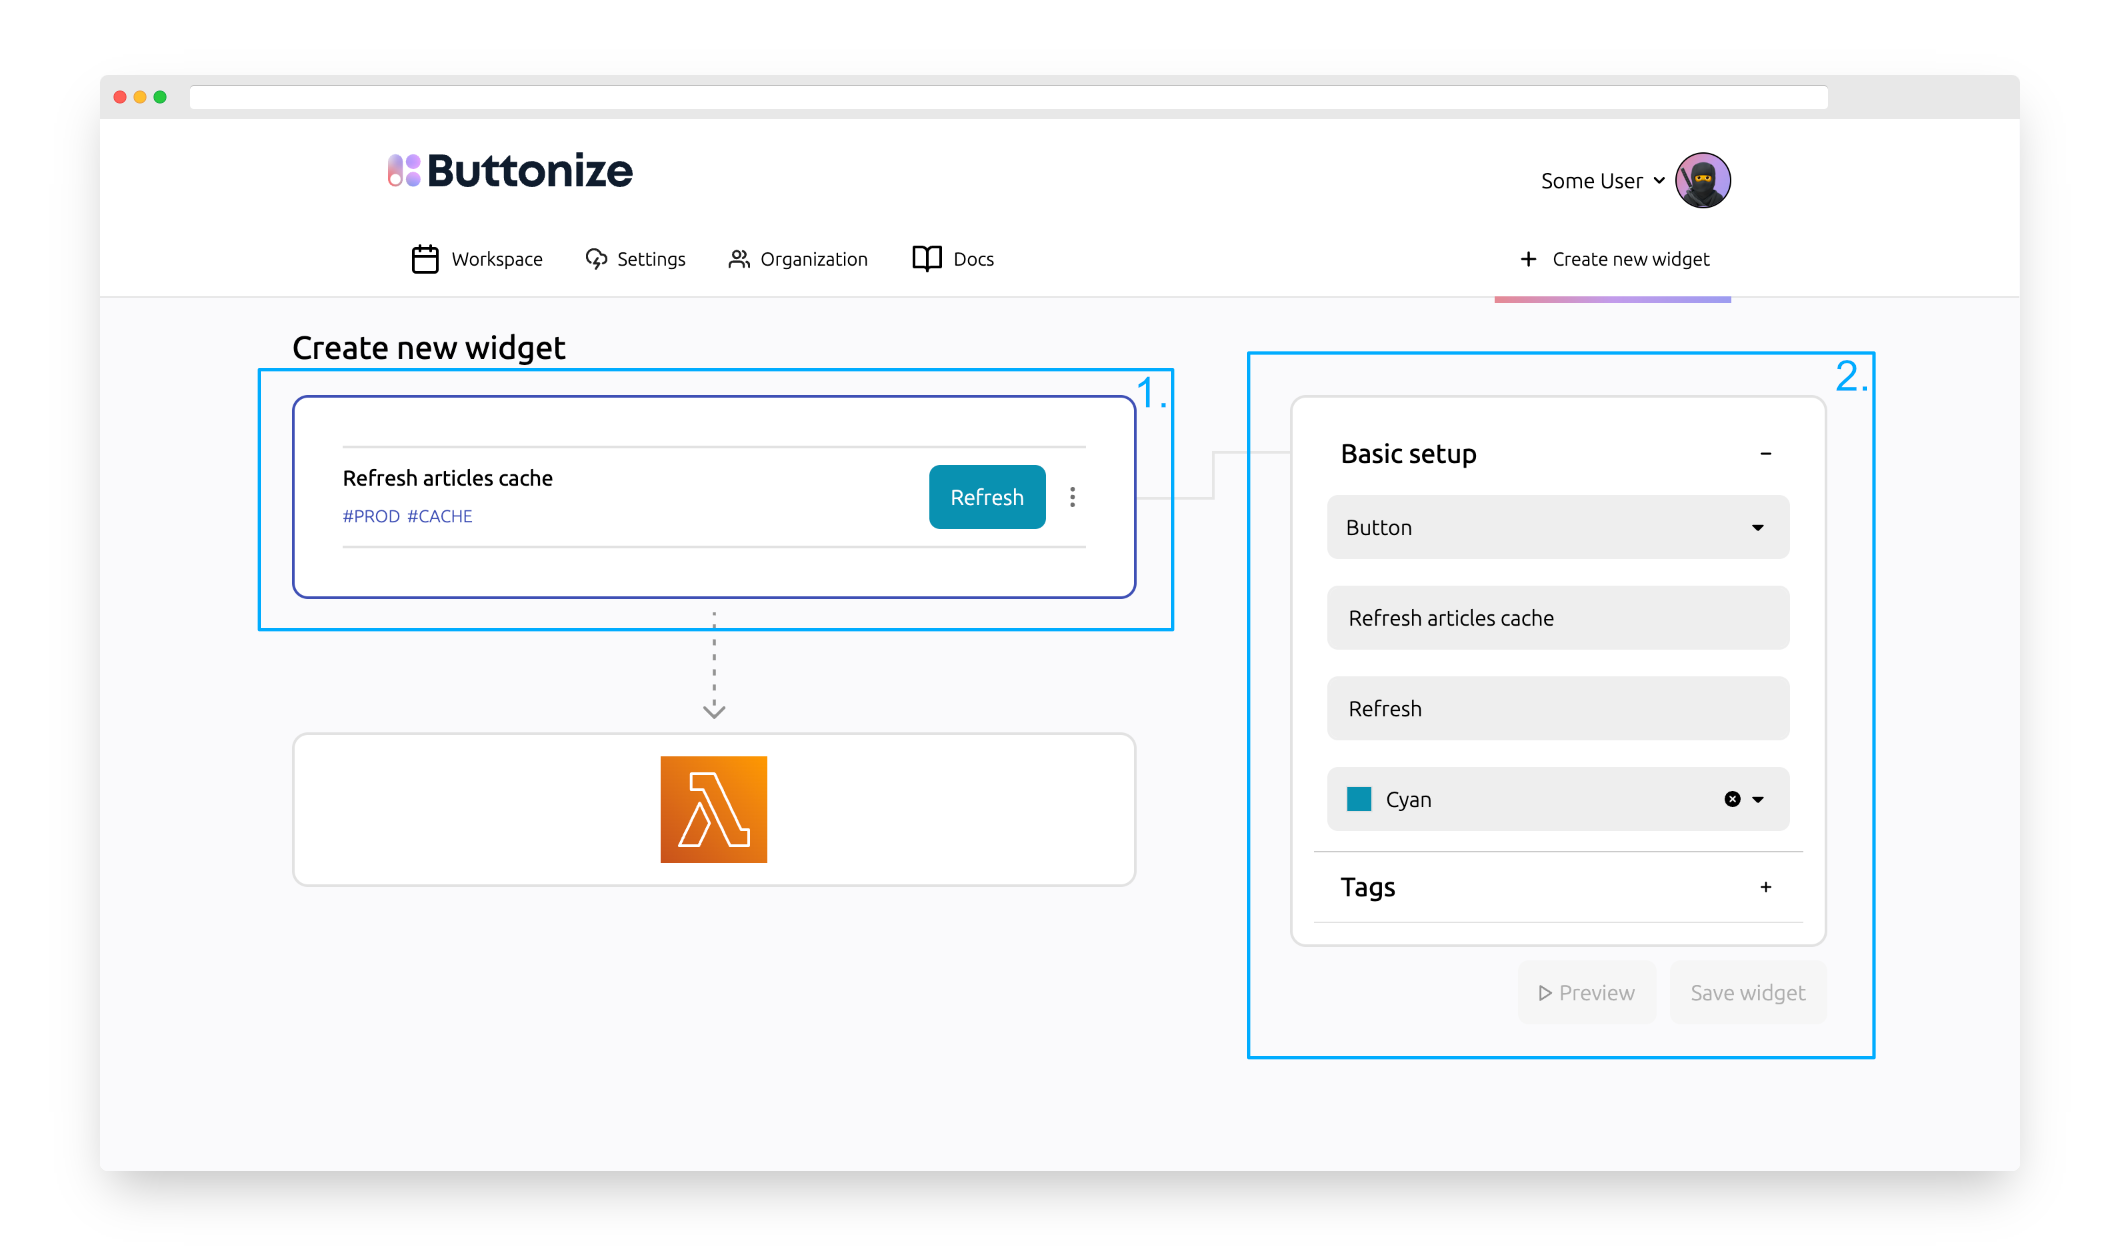 Buttonize
Some User
Workspace
Settings
Organization
Docs
Create new widget
Create new widget
1.
2.
Refresh articles cache
#PROD #CACHE
Refresh
Basic setup
Button
Refresh articles cache
Refresh
Cyan
Tags
Preview
Save widget